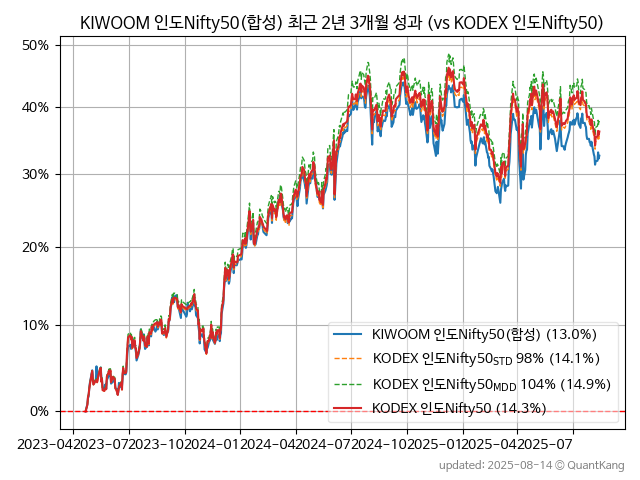 KIWOOM 인도Nifty50(합성) 최근 2년 3개월 성과 (vs KODEX 인도Nifty50)
50%
40%
30%
20%
10%
0%
KIWOOM 인도Nifty50(합성) (13.0%)
KODEX 인도Nifty50STD 98% (14.1%)
KODEX 인도Nifty50MDD 104% (14.9%)
KODEX 인도Nifty50 (14.3%)
2023-04 2023-07 2023-10 2024-01 2024-04 2024-07 2024-10 2025-01 2025-04 2025-07
updated: 2025-08-14 © QuantKang